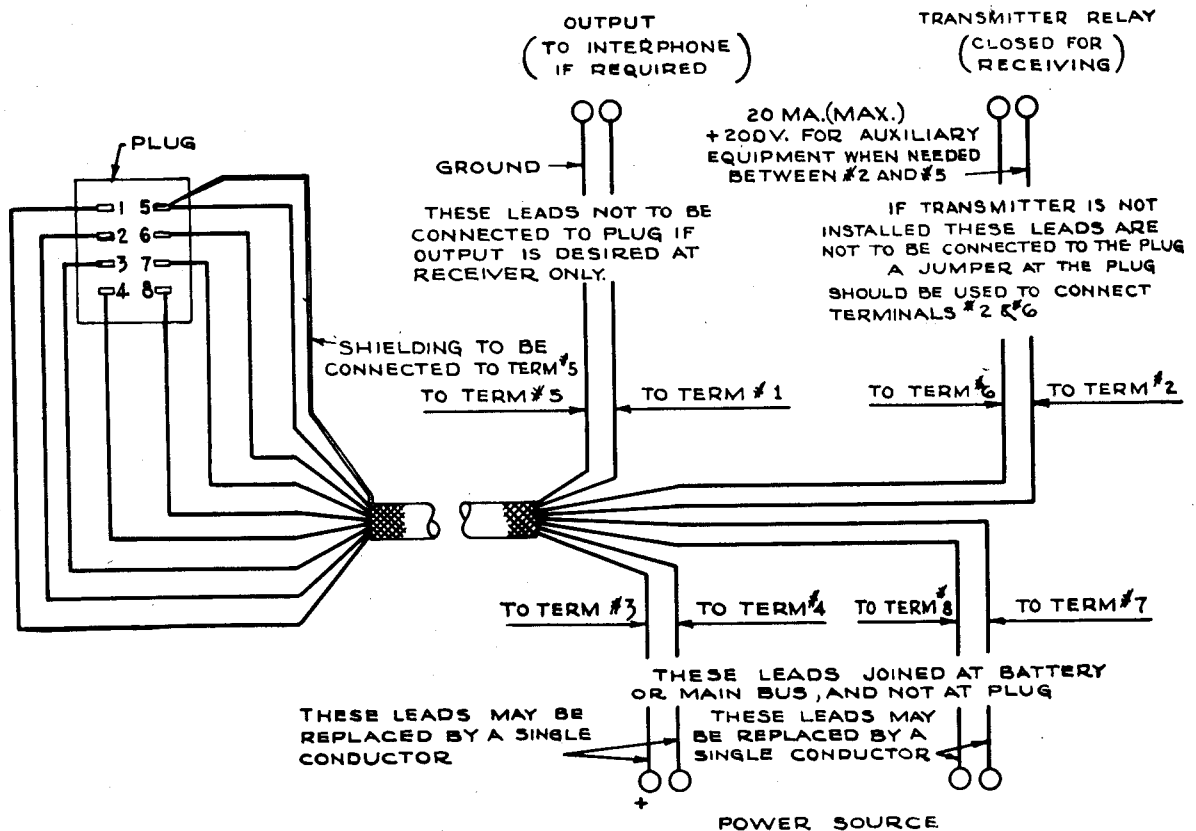 OUTPUT
(TO INTERPHONE
IF REQUIRED)
TRANSMITTER RELAY
(CLOSED FOR
RECEIVING)
PLUG
1 5
2 6
3 7
4 8
GROUND
20 MA.(MAX.)
+200V. FOR AUXILIARY
EQUIPMENT WHEN NEEDED
BETWEEN #2 AND #5
THESE LEADS NOT TO BE
CONNECTED TO PLUG IF
OUTPUT IS DESIRED AT
RECEIVER ONLY.
IF TRANSMITTER IS NOT
INSTALLED THESE LEADS ARE
NOT TO BE CONNECTED TO THE PLUG
A JUMPER AT THE PLUG
SHOULD BE USED TO CONNECT
TERMINALS #2 & #6
SHIELDING TO BE
CONNECTED TO TERM #5
TO TERM #5
TO TERM #1
TO TERM #6
TO TERM #2
TO TERM #3
TO TERM #4
TO TERM #8
TO TERM #7
THESE LEADS JOINED AT BATTERY
OR MAIN BUS, AND NOT AT PLUG
THESE LEADS MAY BE
REPLACED BY A SINGLE
CONDUCTOR
THESE LEADS MAY
BE REPLACED BY A
SINGLE CONDUCTOR
+
POWER SOURCE